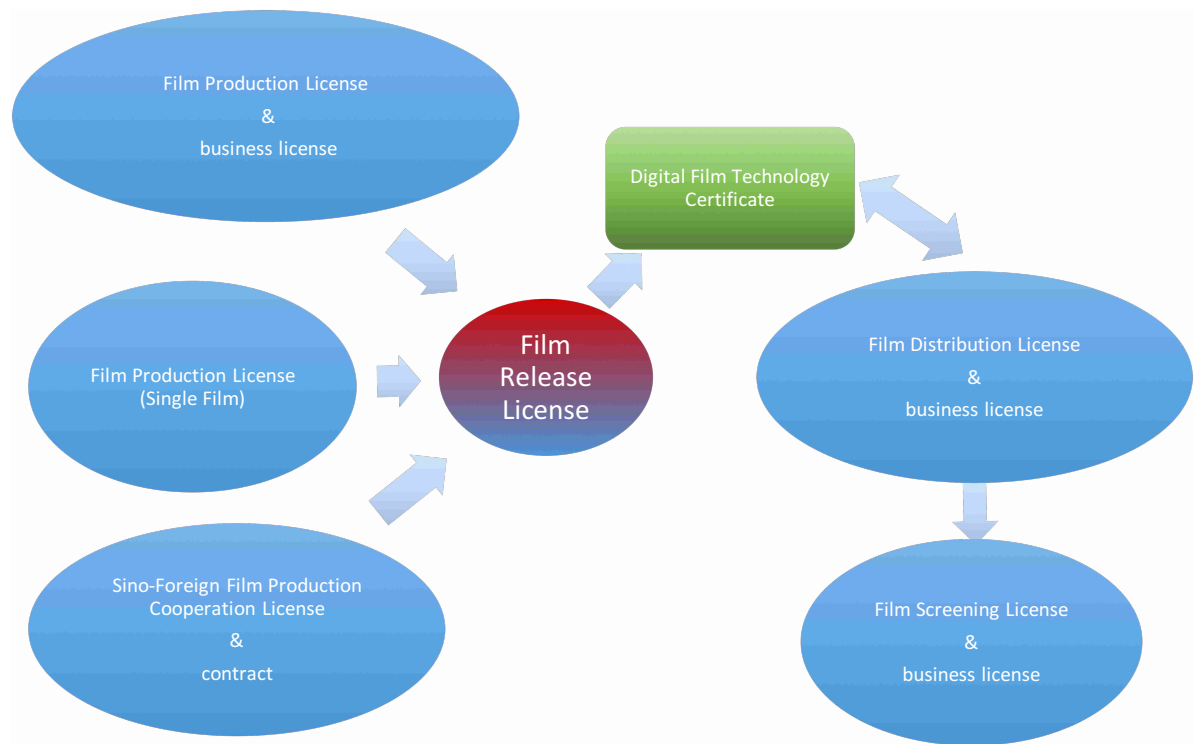 Film Production License
&
business license
Digital Film Technology
Certificate
Film
Release
License
Film Production License
(Single Film)
Film Distribution License
&
business license
Sino-Foreign Film Production
Cooperation License
&
contract
Film Screening License
&
business license